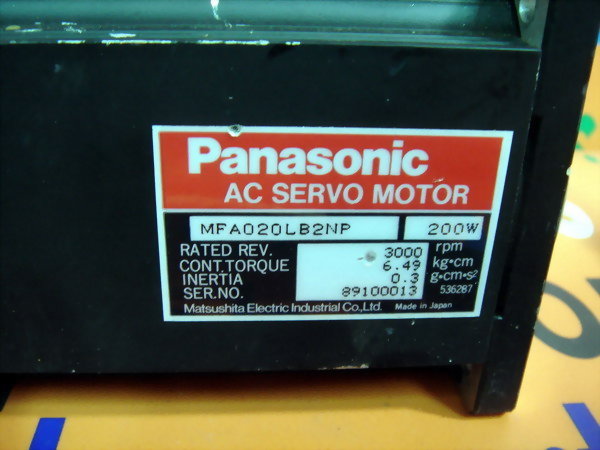 Panasonic
AC SERVO MOTOR
MFA020LB2NP 200W
RATED REV. 3000 rpm
CONT.TORQUE 6.49 kg•cm
INERTIA 0.3 g•cm•s²
SER.NO. 89100013 536287
Matsushita Electric Industrial Co.,Ltd. Made in Japan